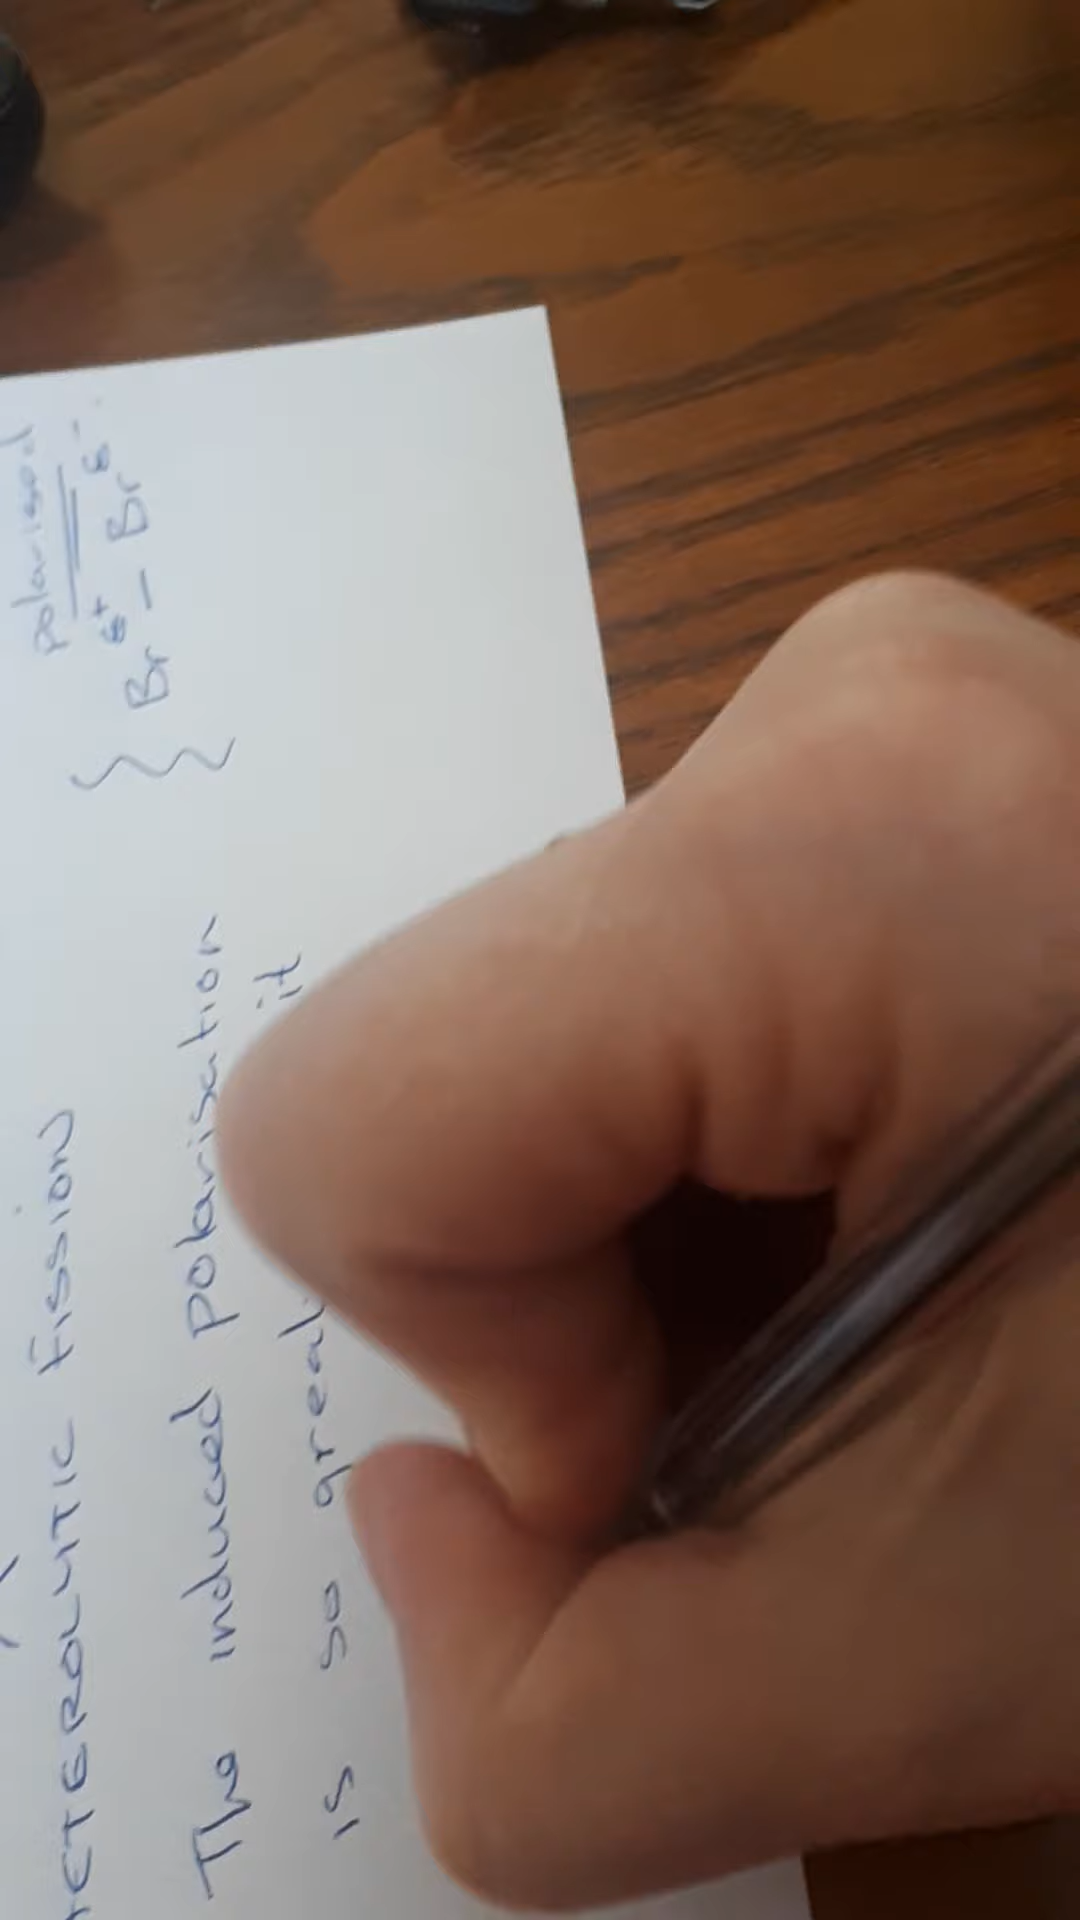 polarised
Br δ+ – Br δ-
HETEROLYTIC FISSION
The induced polarisation
is so great it